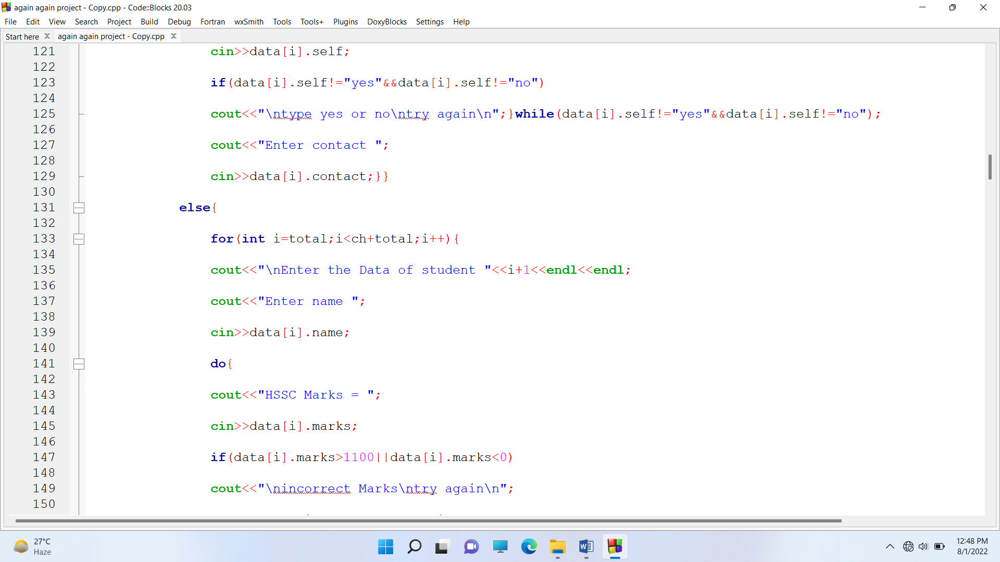 again again project - Copy.cpp - Code::Blocks 20.03
File Edit View Search Project Build Debug Fortran wxSmith Tools Tools+ Plugins DoxyBlocks Settings Help
Start here again again project - Copy.cpp
121 cin>>data[i].self;
122
123 if(data[i].self!="yes"&&data[i].self!="no")
124
125 cout<<"\ntype yes or no\ntry again\n";}while(data[i].self!="yes"&&data[i].self!="no");
126
127 cout<<"Enter contact ";
128
129 cin>>data[i].contact;}}
130
131 else{
132
133 for(int i=total;i<ch+total;i++){
134
135 cout<<"\nEnter the Data of student "<<i+1<<endl<<endl;
136
137 cout<<"Enter name ";
138
139 cin>>data[i].name;
140
141 do{
142
143 cout<<"HSSC Marks = ";
144
145 cin>>data[i].marks;
146
147 if(data[i].marks>1100||data[i].marks<0)
148
149 cout<<"\nincorrect Marks\ntry again\n";
150
27°C
Haze
12:48 PM
8/1/2022